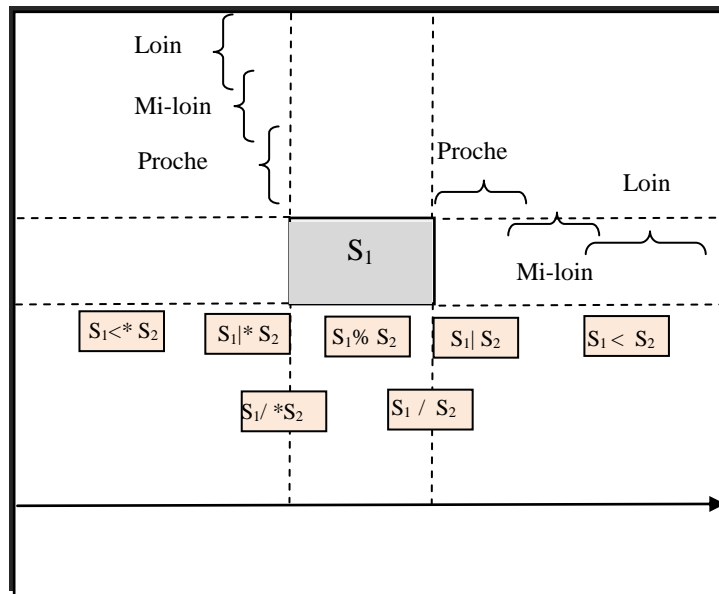 Loin
Mi-loin
Proche
Proche
Loin
S₁
Mi-loin
S₁<* S₂
S₁|* S₂
S₁% S₂
S₁| S₂
S₁ < S₂
S₁/ *S₂
S₁ / S₂